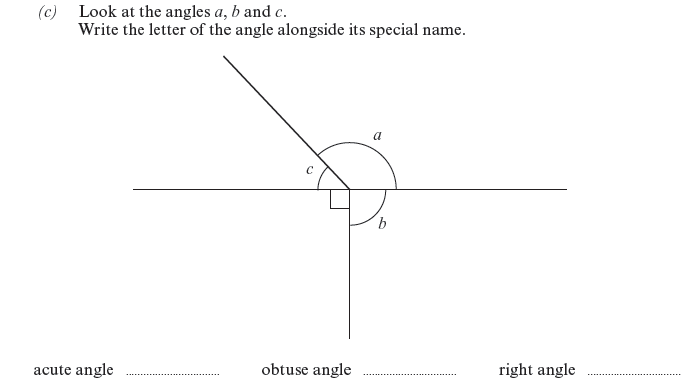 (c) Look at the angles a, b and c.
Write the letter of the angle alongside its special name.
a
c
b
acute angle ............................... obtuse angle ............................... right angle ...............................